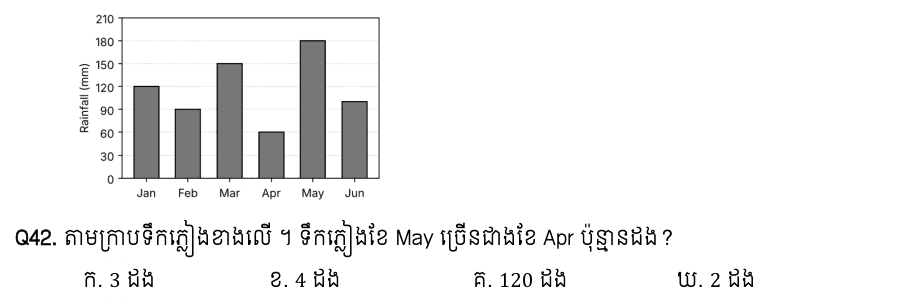 210
180
150
120
90
60
30
0
Rainfall (mm)
Jan Feb Mar Apr May Jun
Q42. តាមក្រាបទឹកភ្លៀងខាងលើ ។ ទឹកភ្លៀងខែ May ច្រើនជាងខែ Apr ប៉ុន្មានដង ?
ក. 3 ដង ខ. 4 ដង គ. 120 ដង ឃ. 2 ដង